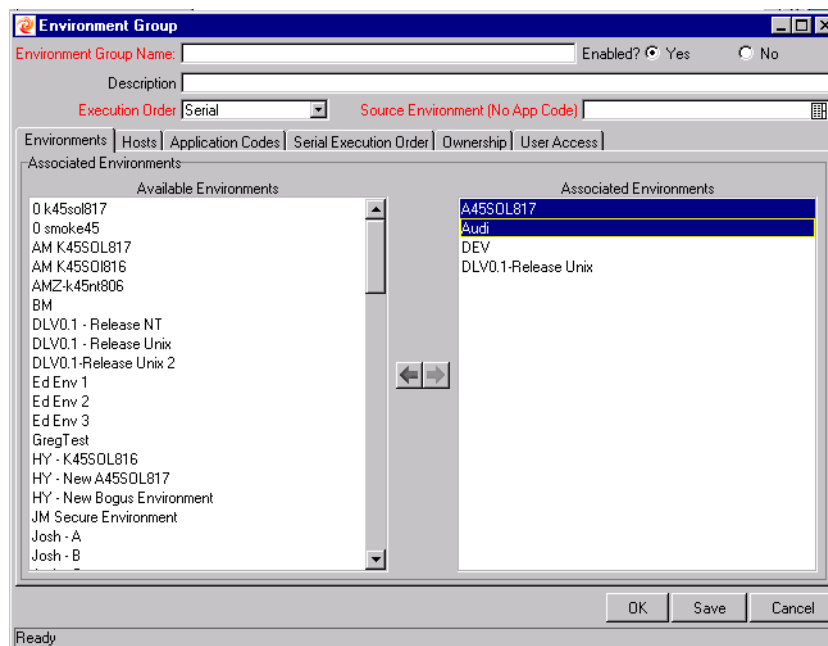 Environment Group
Environment Group Name:
Enabled? Yes No
Description
Execution Order Serial Source Environment (No App Code)
Environments Hosts Application Codes Serial Execution Order Ownership User Access
Associated Environments
Available Environments
0 k45sol817
0 smoke45
AM K45SOL817
AM K45SOl816
AMZ-k45nt806
BM
DLV0.1 - Release NT
DLV0.1 - Release Unix
DLV0.1-Release Unix 2
Ed Env 1
Ed Env 2
Ed Env 3
GregTest
HY - K45SOL816
HY - New A45SOL817
HY - New Bogus Environment
JM Secure Environment
Josh - A
Josh - B
Associated Environments
A45SOL817
Audi
DEV
DLV0.1-Release Unix
OK Save Cancel
Ready